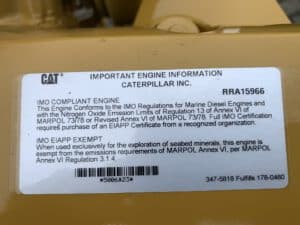 CAT
IMPORTANT ENGINE INFORMATION
CATERPILLAR INC.
RRA15966
IMO COMPLIANT ENGINE
This Engine Conforms to the IMO Regulations for Marine Diesel Engines and
with the Nitrogen Oxide Emission Limits of Regulation 13 of Annex VI of
MARPOL 73/78 or Revised Annex VI of MARPOL 73/78. Full IMO Certification
required purchase of an EIAPP Certificate from a recognized organization.
IMO EIAPP EXEMPT
When used exclusively for the exploration of seabed minerals, this engine is
exempt from the emissions requirements of MARPOL Annex VI, per MARPOL
Annex VI Regulation 3.1.4.
347-5818 Fulfills 176-0460